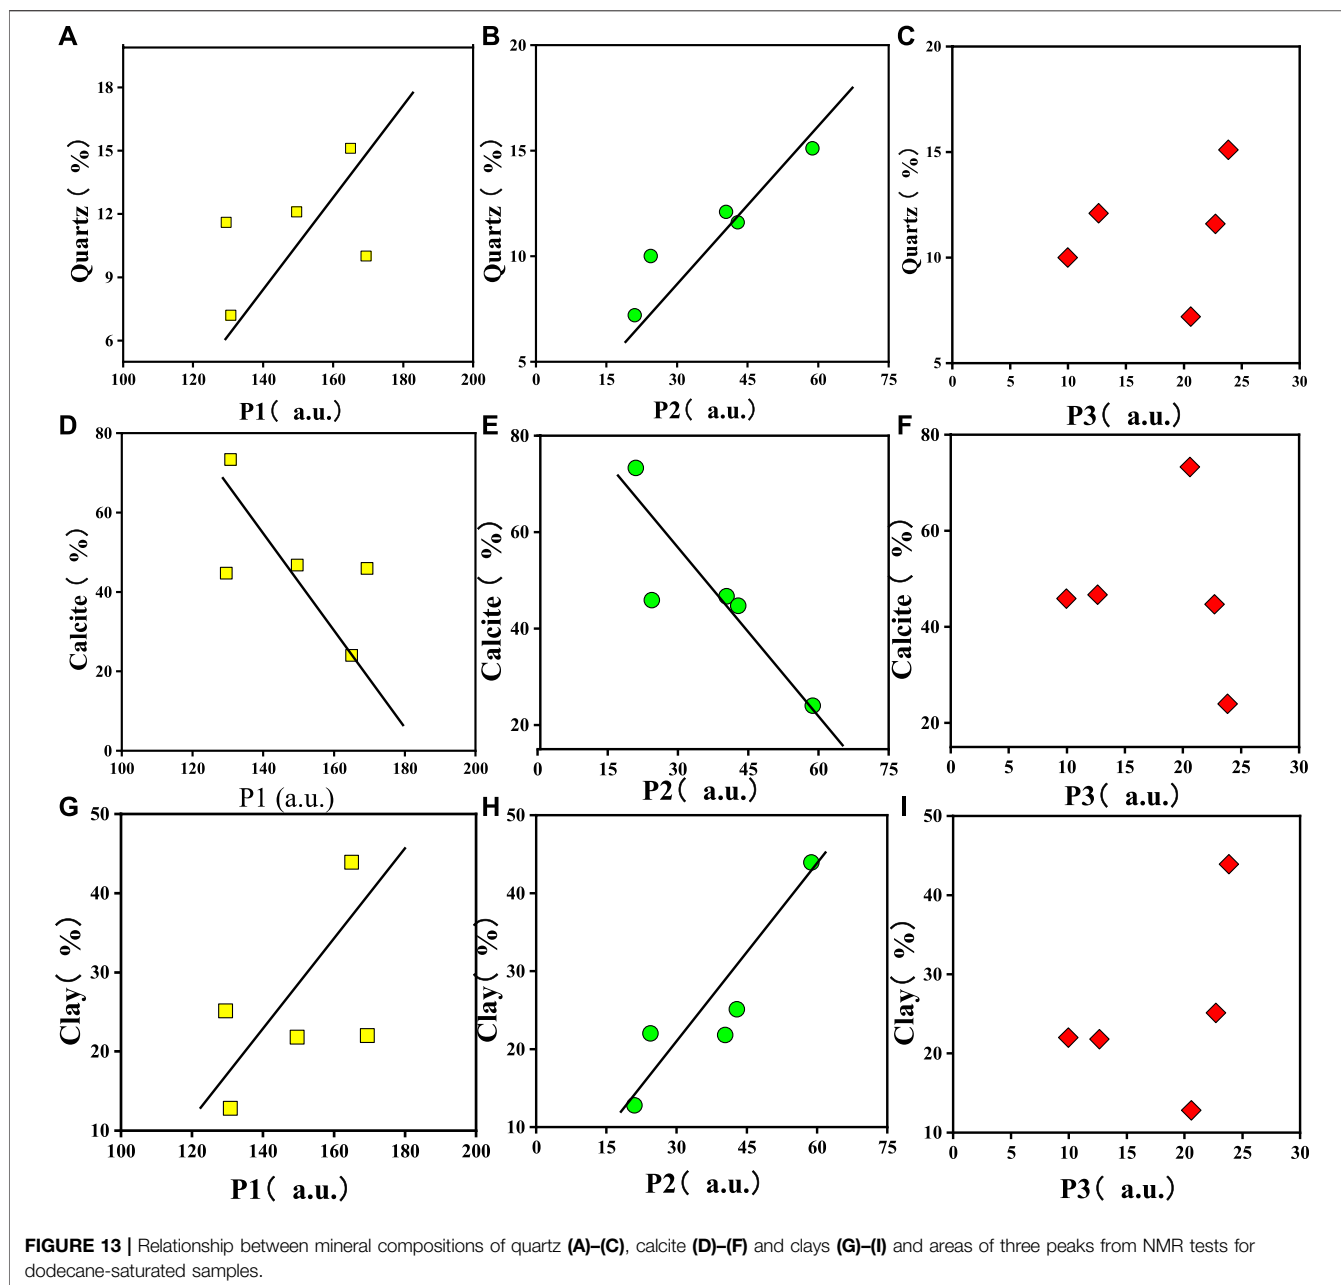 A
B
C
18
15
12
9
6
Quartz( %)
100 120 140 160 180 200
P1( a.u.)
20
15
10
5
Quartz( %)
0 15 30 45 60 75
P2( a.u.)
20
15
10
5
Quartz( %)
0 5 10 15 20 25 30
P3( a.u.)
D
E
F
80
60
40
20
0
Calcite( %)
100 120 140 160 180 200
P1 (a.u.)
80
60
40
20
Calcite( %)
0 15 30 45 60 75
P2( a.u.)
80
60
40
20
Calcite( %)
0 5 10 15 20 25 30
P3( a.u.)
G
H
I
50
40
30
20
10
Clay( %)
100 120 140 160 180 200
P1( a.u.)
50
40
30
20
10
Clay( %)
0 15 30 45 60 75
P2( a.u.)
50
40
30
20
10
Clay( %)
0 5 10 15 20 25 30
P3( a.u.)
FIGURE 13 | Relationship between mineral compositions of quartz (A)–(C), calcite (D)–(F) and clays (G)–(I) and areas of three peaks from NMR tests for
dodecane-saturated samples.